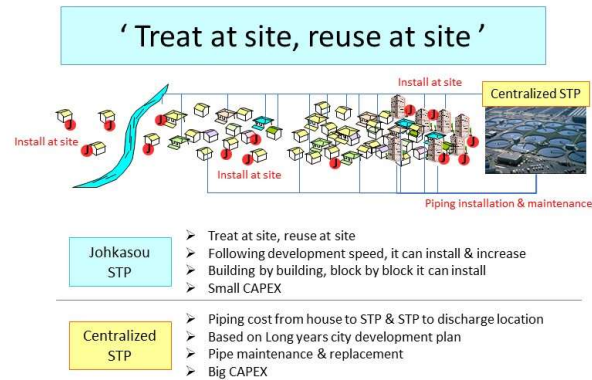 ‘ Treat at site, reuse at site ’
Install at site
Centralized STP
Install at site
Install at site
Piping installation & maintenance
J
J
J
J
J
J
J
J
J
J
J
J
J
Johkasou
STP
➢ Treat at site, reuse at site
➢ Following development speed, it can install & increase
➢ Building by building, block by block it can install
➢ Small CAPEX
Centralized
STP
➢ Piping cost from house to STP & STP to discharge location
➢ Based on Long years city development plan
➢ Pipe maintenance & replacement
➢ Big CAPEX